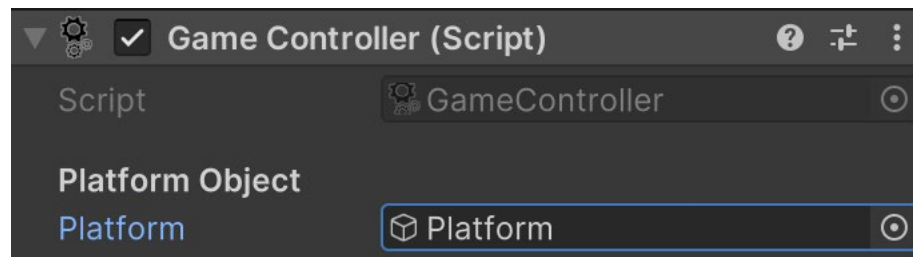 Game Controller (Script)
Script GameController
Platform Object
Platform Platform